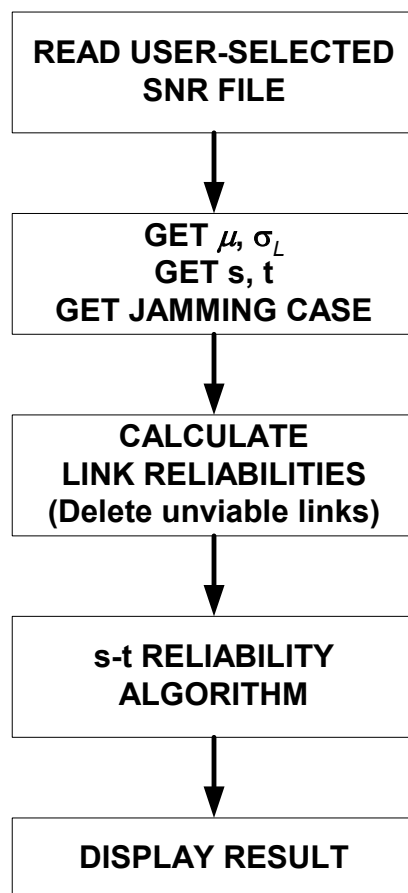 READ USER-SELECTED
SNR FILE
GET μ, σL
GET s, t
GET JAMMING CASE
CALCULATE
LINK RELIABILITIES
(Delete unviable links)
s-t RELIABILITY
ALGORITHM
DISPLAY RESULT